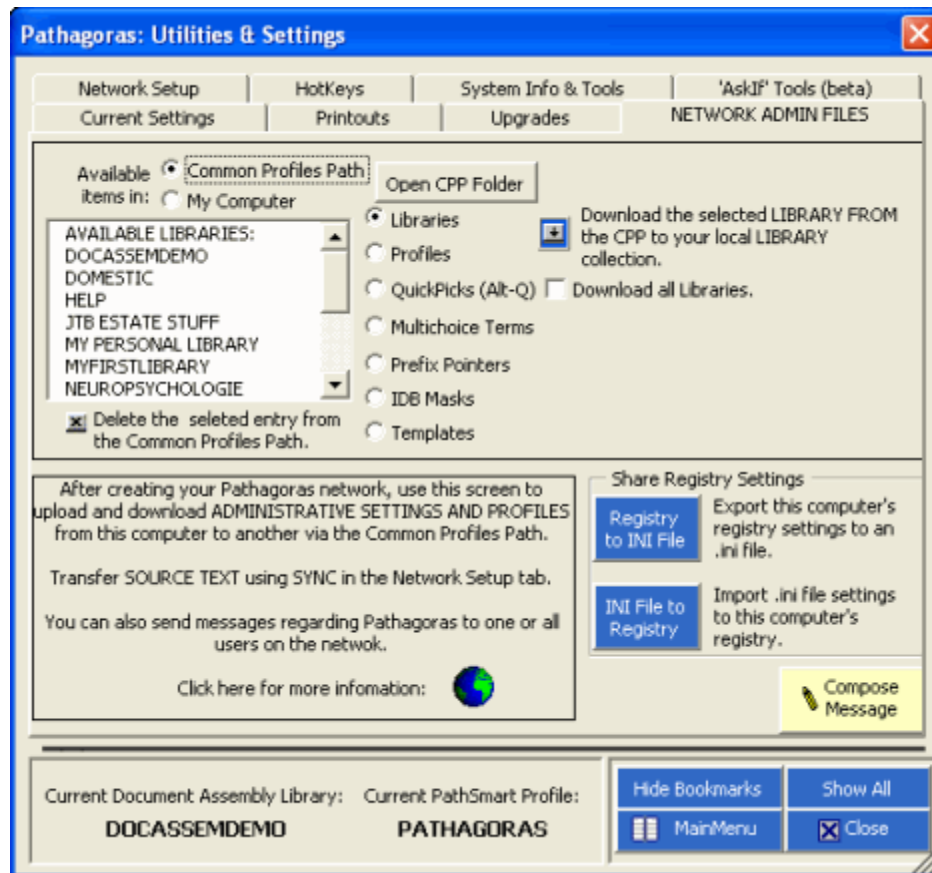 Pathagoras: Utilities & Settings
Network Setup
HotKeys
System Info & Tools
'AskIf' Tools (beta)
Current Settings
Printouts
Upgrades
NETWORK ADMIN FILES
Available
items in:
Common Profiles Path
My Computer
Open CPP Folder
AVAILABLE LIBRARIES:
DOCASSEMDEMO
DOMESTIC
HELP
JTB ESTATE STUFF
MY PERSONAL LIBRARY
MYFIRSTLIBRARY
NEUROPSYCHOLOGIE
Delete the seleted entry from
the Common Profiles Path.
Libraries
Profiles
QuickPicks (Alt-Q)
Multichoice Terms
Prefix Pointers
IDB Masks
Templates
Download the selected LIBRARY FROM
the CPP to your local LIBRARY
collection.
Download all Libraries.
After creating your Pathagoras network, use this screen to
upload and download ADMINISTRATIVE SETTINGS AND PROFILES
from this computer to another via the Common Profiles Path.
Transfer SOURCE TEXT using SYNC in the Network Setup tab.
You can also send messages regarding Pathagoras to one or all
users on the netwok.
Click here for more infomation:
Share Registry Settings
Registry
to INI File
Export this computer's
registry settings to an
.ini file.
INI File to
Registry
Import .ini file settings
to this computer's
registry.
Compose
Message
Current Document Assembly Library:
DOCASSEMDEMO
Current PathSmart Profile:
PATHAGORAS
Hide Bookmarks
Show All
MainMenu
Close